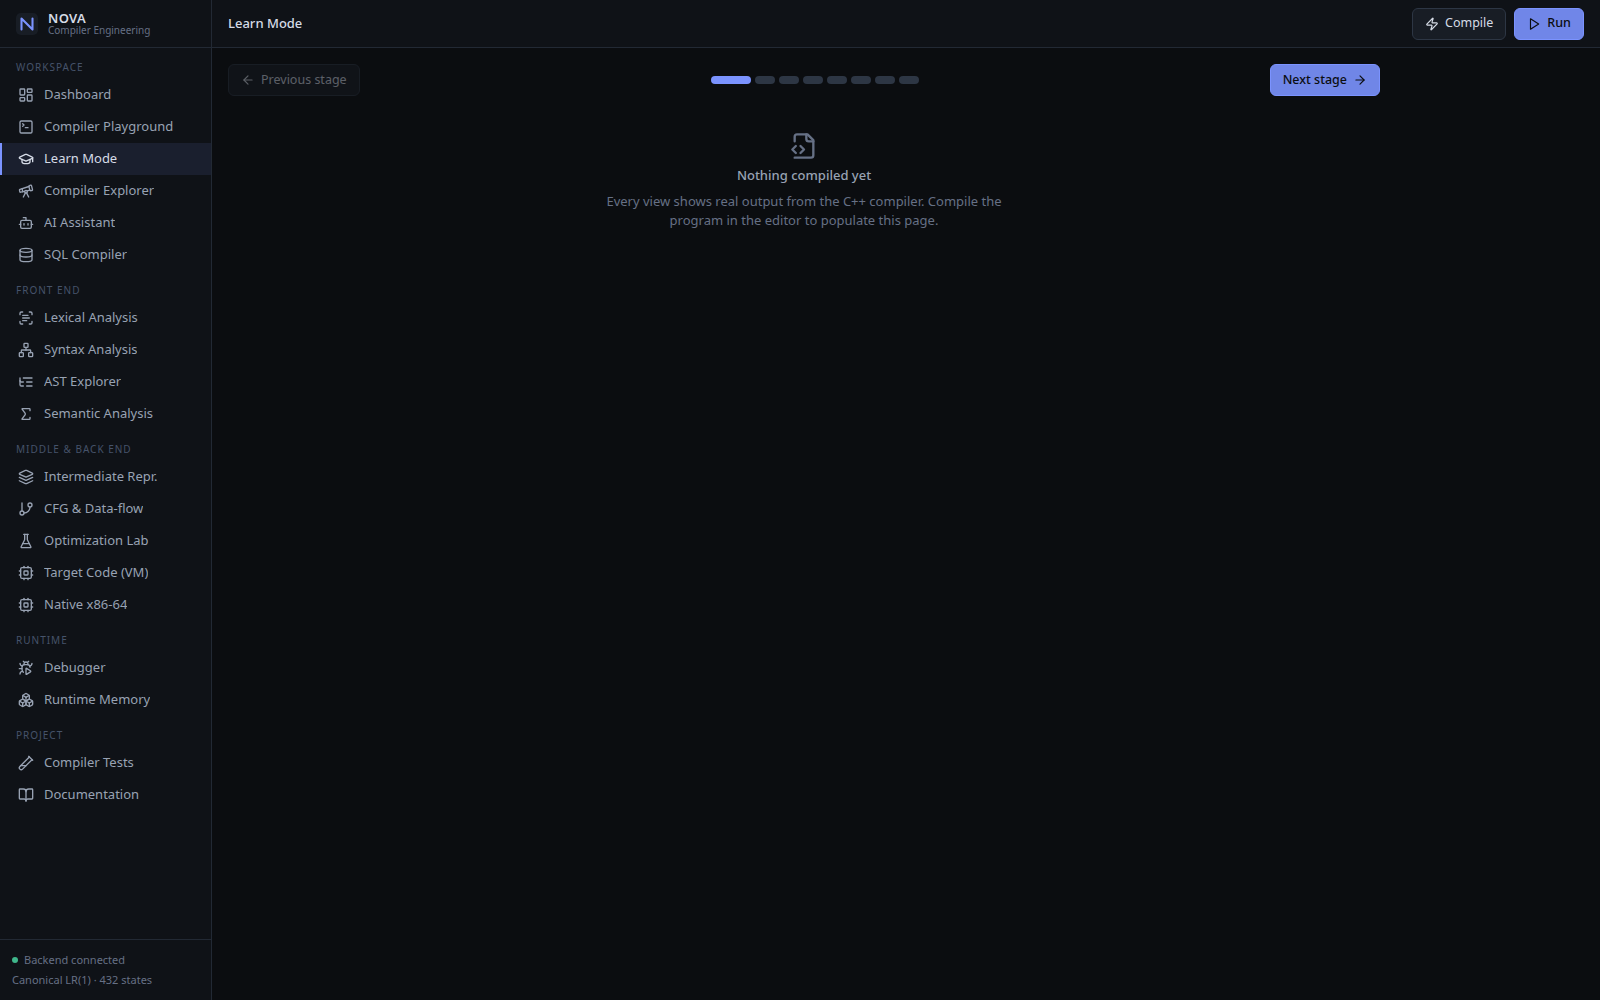 NOVA
Compiler Engineering
WORKSPACE
Dashboard
Compiler Playground
Learn Mode
Compiler Explorer
AI Assistant
SQL Compiler
FRONT END
Lexical Analysis
Syntax Analysis
AST Explorer
Semantic Analysis
MIDDLE & BACK END
Intermediate Repr.
CFG & Data-flow
Optimization Lab
Target Code (VM)
Native x86-64
RUNTIME
Debugger
Runtime Memory
PROJECT
Compiler Tests
Documentation
Backend connected
Canonical LR(1) · 432 states
Learn Mode
Compile
Run
Previous stage
Next stage
Nothing compiled yet
Every view shows real output from the C++ compiler. Compile the
program in the editor to populate this page.